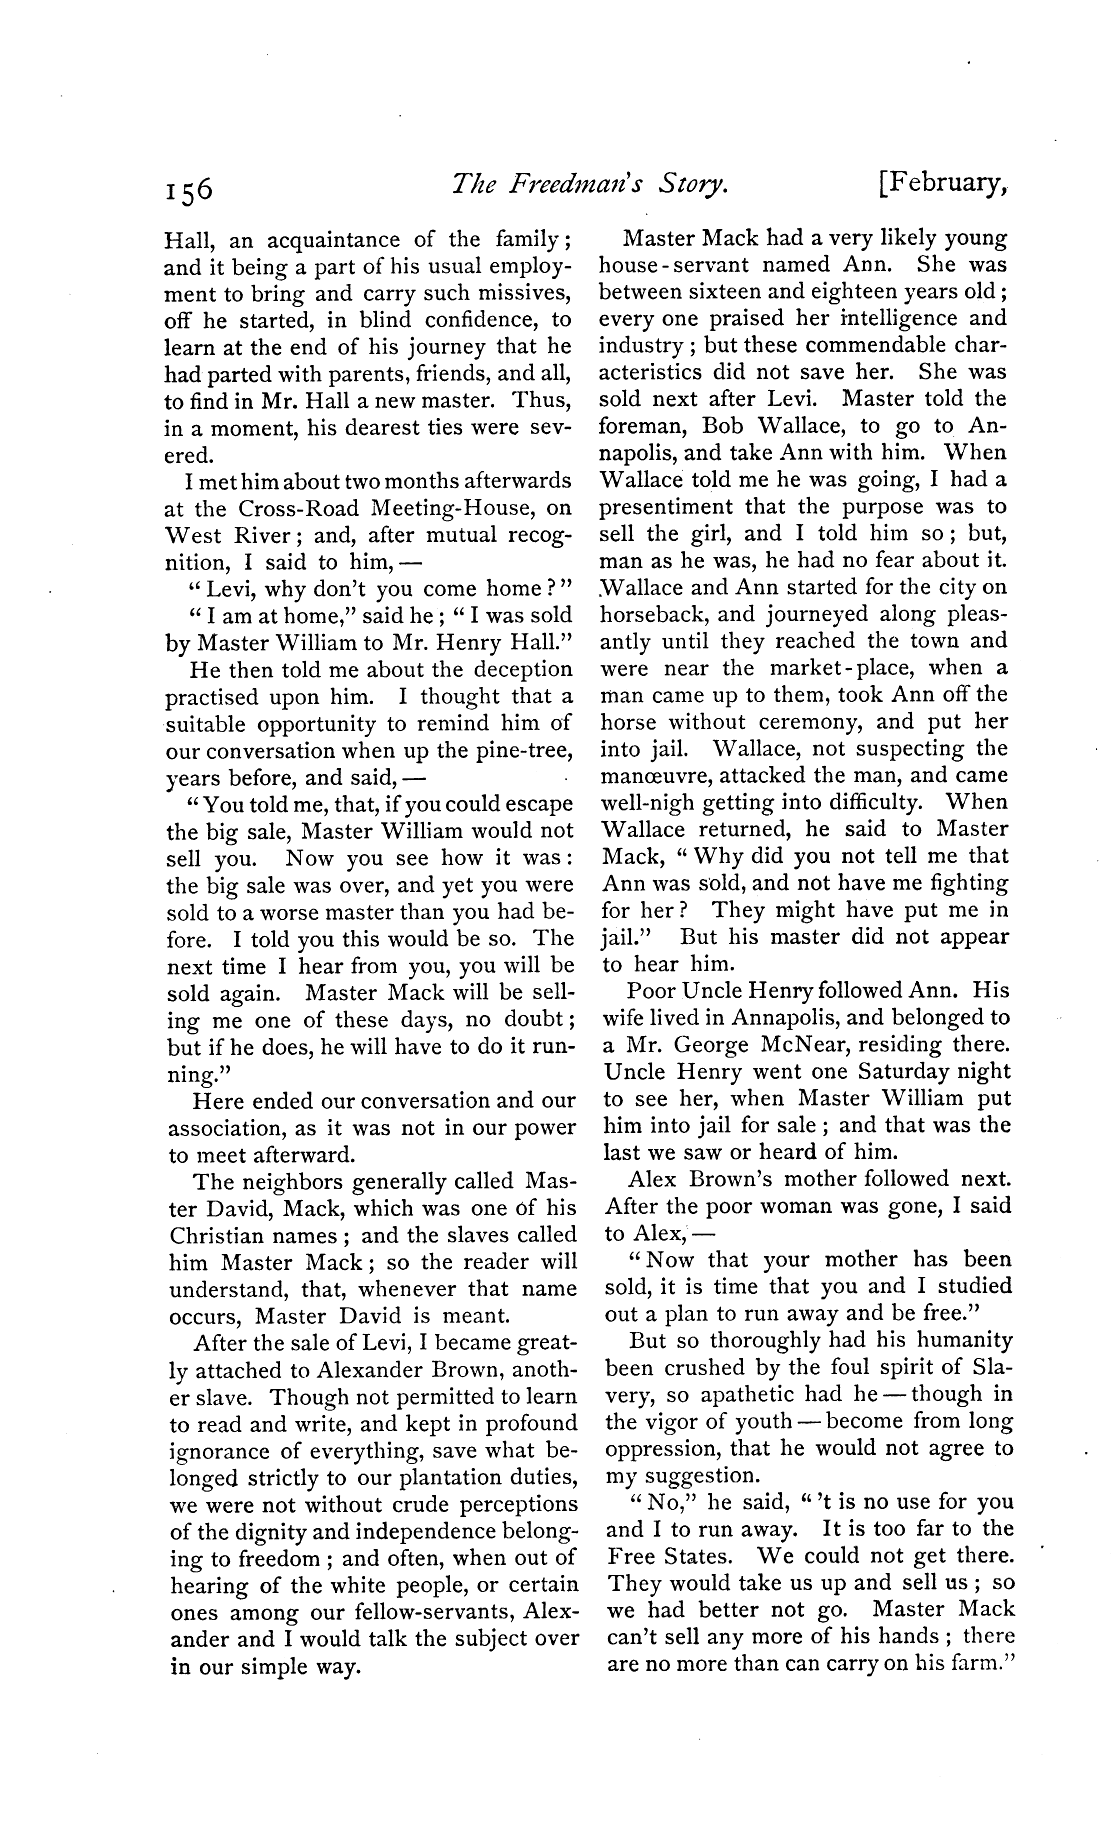 156
The Freedman's Story.
[February,
Hall, an acquaintance of the family;
and it being a part of his usual employ-
ment to bring and carry such missives,
off he started, in blind confidence, to
learn at the end of his journey that he
had parted with parents, friends, and all,
to find in Mr. Hall a new master. Thus,
in a moment, his dearest ties were sev-
ered.
I met him about two months afterwards
at the Cross-Road Meeting-House, on
West River; and, after mutual recog-
nition, I said to him,—
"Levi, why don't you come home?"
"I am at home," said he; "I was sold
by Master William to Mr. Henry Hall."
He then told me about the deception
practised upon him. I thought that a
suitable opportunity to remind him of
our conversation when up the pine-tree,
years before, and said,—
"You told me, that, if you could escape
the big sale, Master William would not
sell you. Now you see how it was:
the big sale was over, and yet you were
sold to a worse master than you had be-
fore. I told you this would be so. The
next time I hear from you, you will be
sold again. Master Mack will be sell-
ing me one of these days, no doubt;
but if he does, he will have to do it run-
ning."
Here ended our conversation and our
association, as it was not in our power
to meet afterward.
The neighbors generally called Mas-
ter David, Mack, which was one of his
Christian names; and the slaves called
him Master Mack; so the reader will
understand, that, whenever that name
occurs, Master David is meant.
After the sale of Levi, I became great-
ly attached to Alexander Brown, anoth-
er slave. Though not permitted to learn
to read and write, and kept in profound
ignorance of everything, save what be-
longed strictly to our plantation duties,
we were not without crude perceptions
of the dignity and independence belong-
ing to freedom; and often, when out of
hearing of the white people, or certain
ones among our fellow-servants, Alex-
ander and I would talk the subject over
in our simple way.
Master Mack had a very likely young
house-servant named Ann. She was
between sixteen and eighteen years old;
every one praised her intelligence and
industry; but these commendable char-
acteristics did not save her. She was
sold next after Levi. Master told the
foreman, Bob Wallace, to go to An-
napolis, and take Ann with him. When
Wallace told me he was going, I had a
presentiment that the purpose was to
sell the girl, and I told him so; but,
man as he was, he had no fear about it.
Wallace and Ann started for the city on
horseback, and journeyed along pleas-
antly until they reached the town and
were near the market-place, when a
man came up to them, took Ann off the
horse without ceremony, and put her
into jail. Wallace, not suspecting the
manœuvre, attacked the man, and came
well-nigh getting into difficulty. When
Wallace returned, he said to Master
Mack, "Why did you not tell me that
Ann was sold, and not have me fighting
for her? They might have put me in
jail." But his master did not appear
to hear him.
Poor Uncle Henry followed Ann. His
wife lived in Annapolis, and belonged to
a Mr. George McNear, residing there.
Uncle Henry went one Saturday night
to see her, when Master William put
him into jail for sale; and that was the
last we saw or heard of him.
Alex Brown's mother followed next.
After the poor woman was gone, I said
to Alex,—
"Now that your mother has been
sold, it is time that you and I studied
out a plan to run away and be free."
But so thoroughly had his humanity
been crushed by the foul spirit of Sla-
very, so apathetic had he—though in
the vigor of youth—become from long
oppression, that he would not agree to
my suggestion.
"No," he said, "'t is no use for you
and I to run away. It is too far to the
Free States. We could not get there.
They would take us up and sell us; so
we had better not go. Master Mack
can't sell any more of his hands; there
are no more than can carry on his farm."